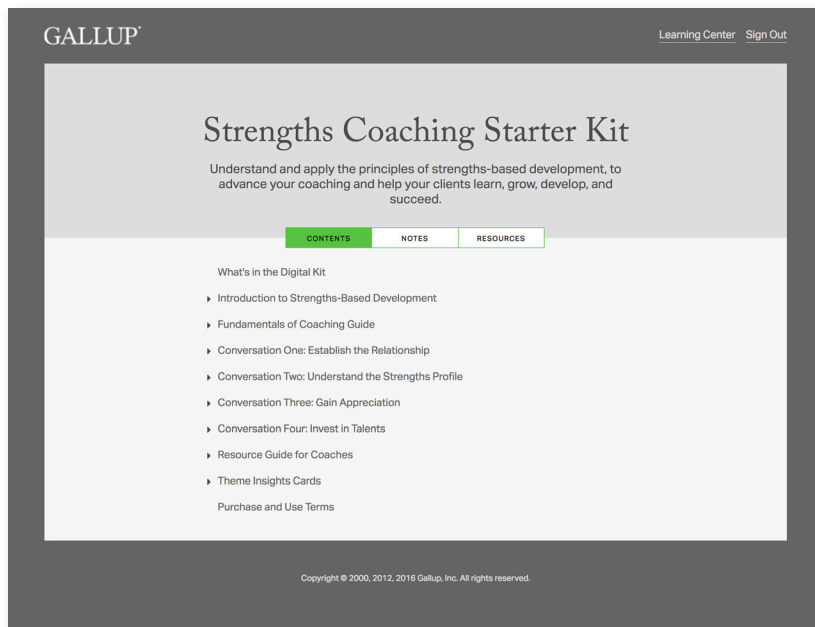 GALLUP®
Learning Center Sign Out
Strengths Coaching Starter Kit
Understand and apply the principles of strengths-based development, to
advance your coaching and help your clients learn, grow, develop, and
succeed.
CONTENTS NOTES RESOURCES
What's in the Digital Kit
Introduction to Strengths-Based Development
Fundamentals of Coaching Guide
Conversation One: Establish the Relationship
Conversation Two: Understand the Strengths Profile
Conversation Three: Gain Appreciation
Conversation Four: Invest in Talents
Resource Guide for Coaches
Theme Insights Cards
Purchase and Use Terms
Copyright © 2000, 2012, 2016 Gallup, Inc. All rights reserved.